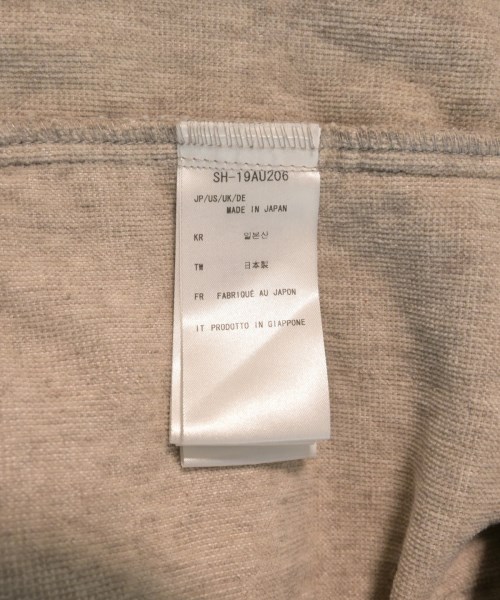 SH-19AU206
JP/US/UK/DE
MADE IN JAPAN
KR 일본산
TW 日本製
FR FABRIQUÉ AU JAPON
IT PRODOTTO IN GIAPPONE